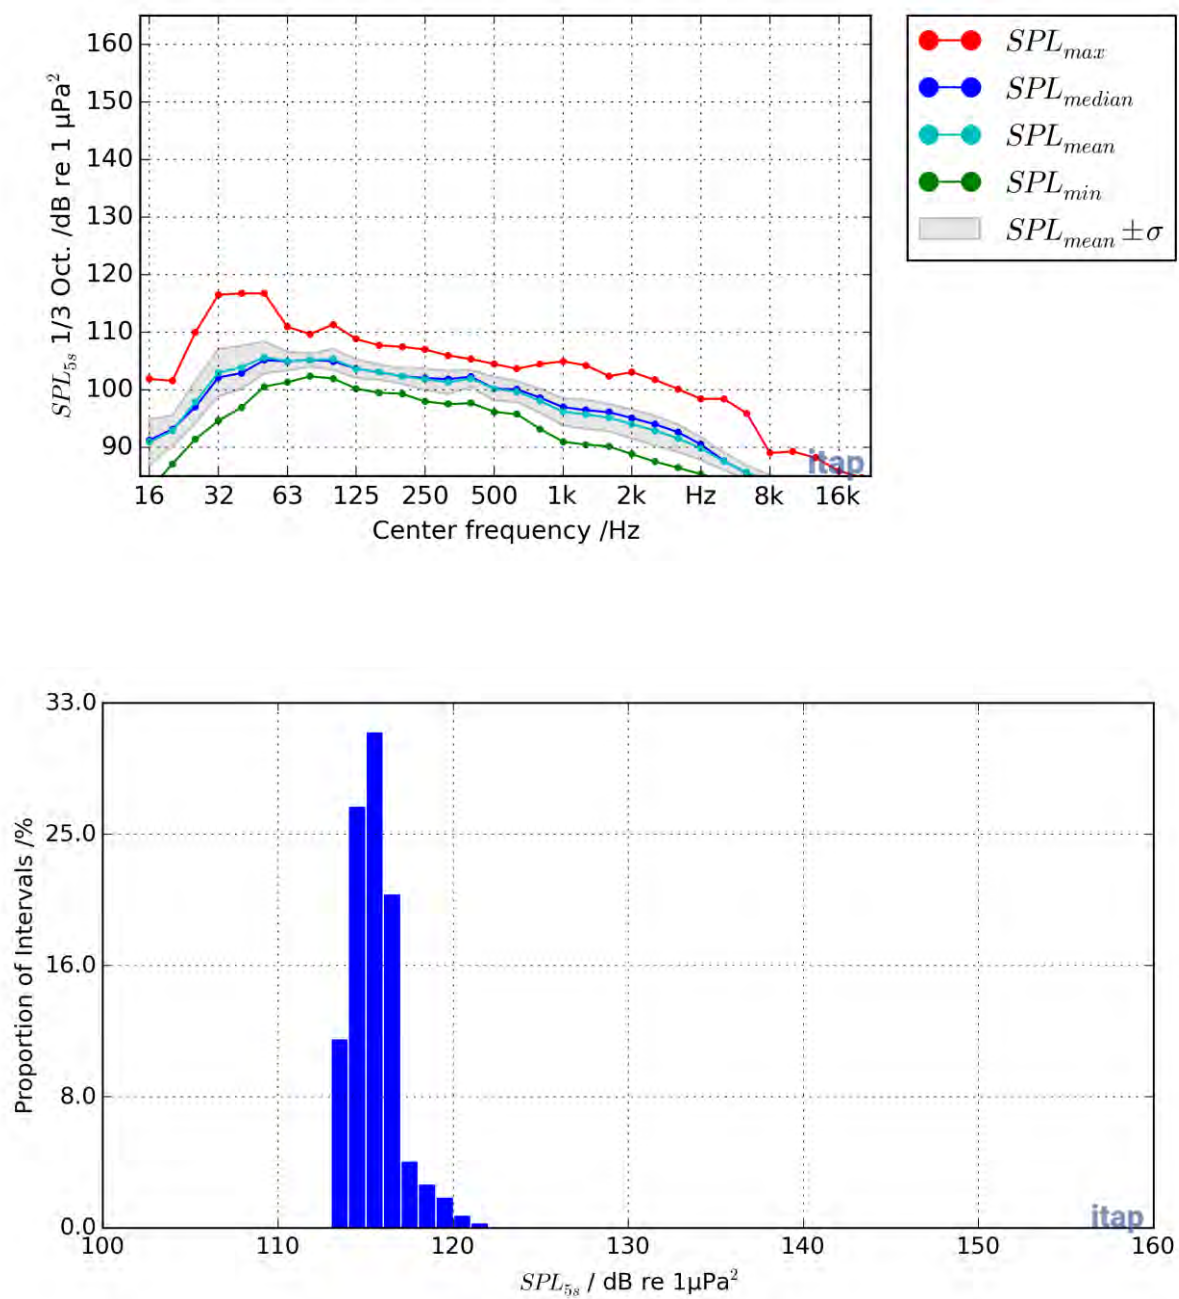 SPL5s 1/3 Oct. /dB re 1 μPa²
160
150
140
130
120
110
100
90
16 32 63 125 250 500 1k 2k Hz 8k 16k
Center frequency /Hz
itap
SPLmax
SPLmedian
SPLmean
SPLmin
SPLmean ±σ
Proportion of Intervals /%
33.0
25.0
16.0
8.0
0.0
100 110 120 130 140 150 160
SPL5s / dB re 1μPa²
itap